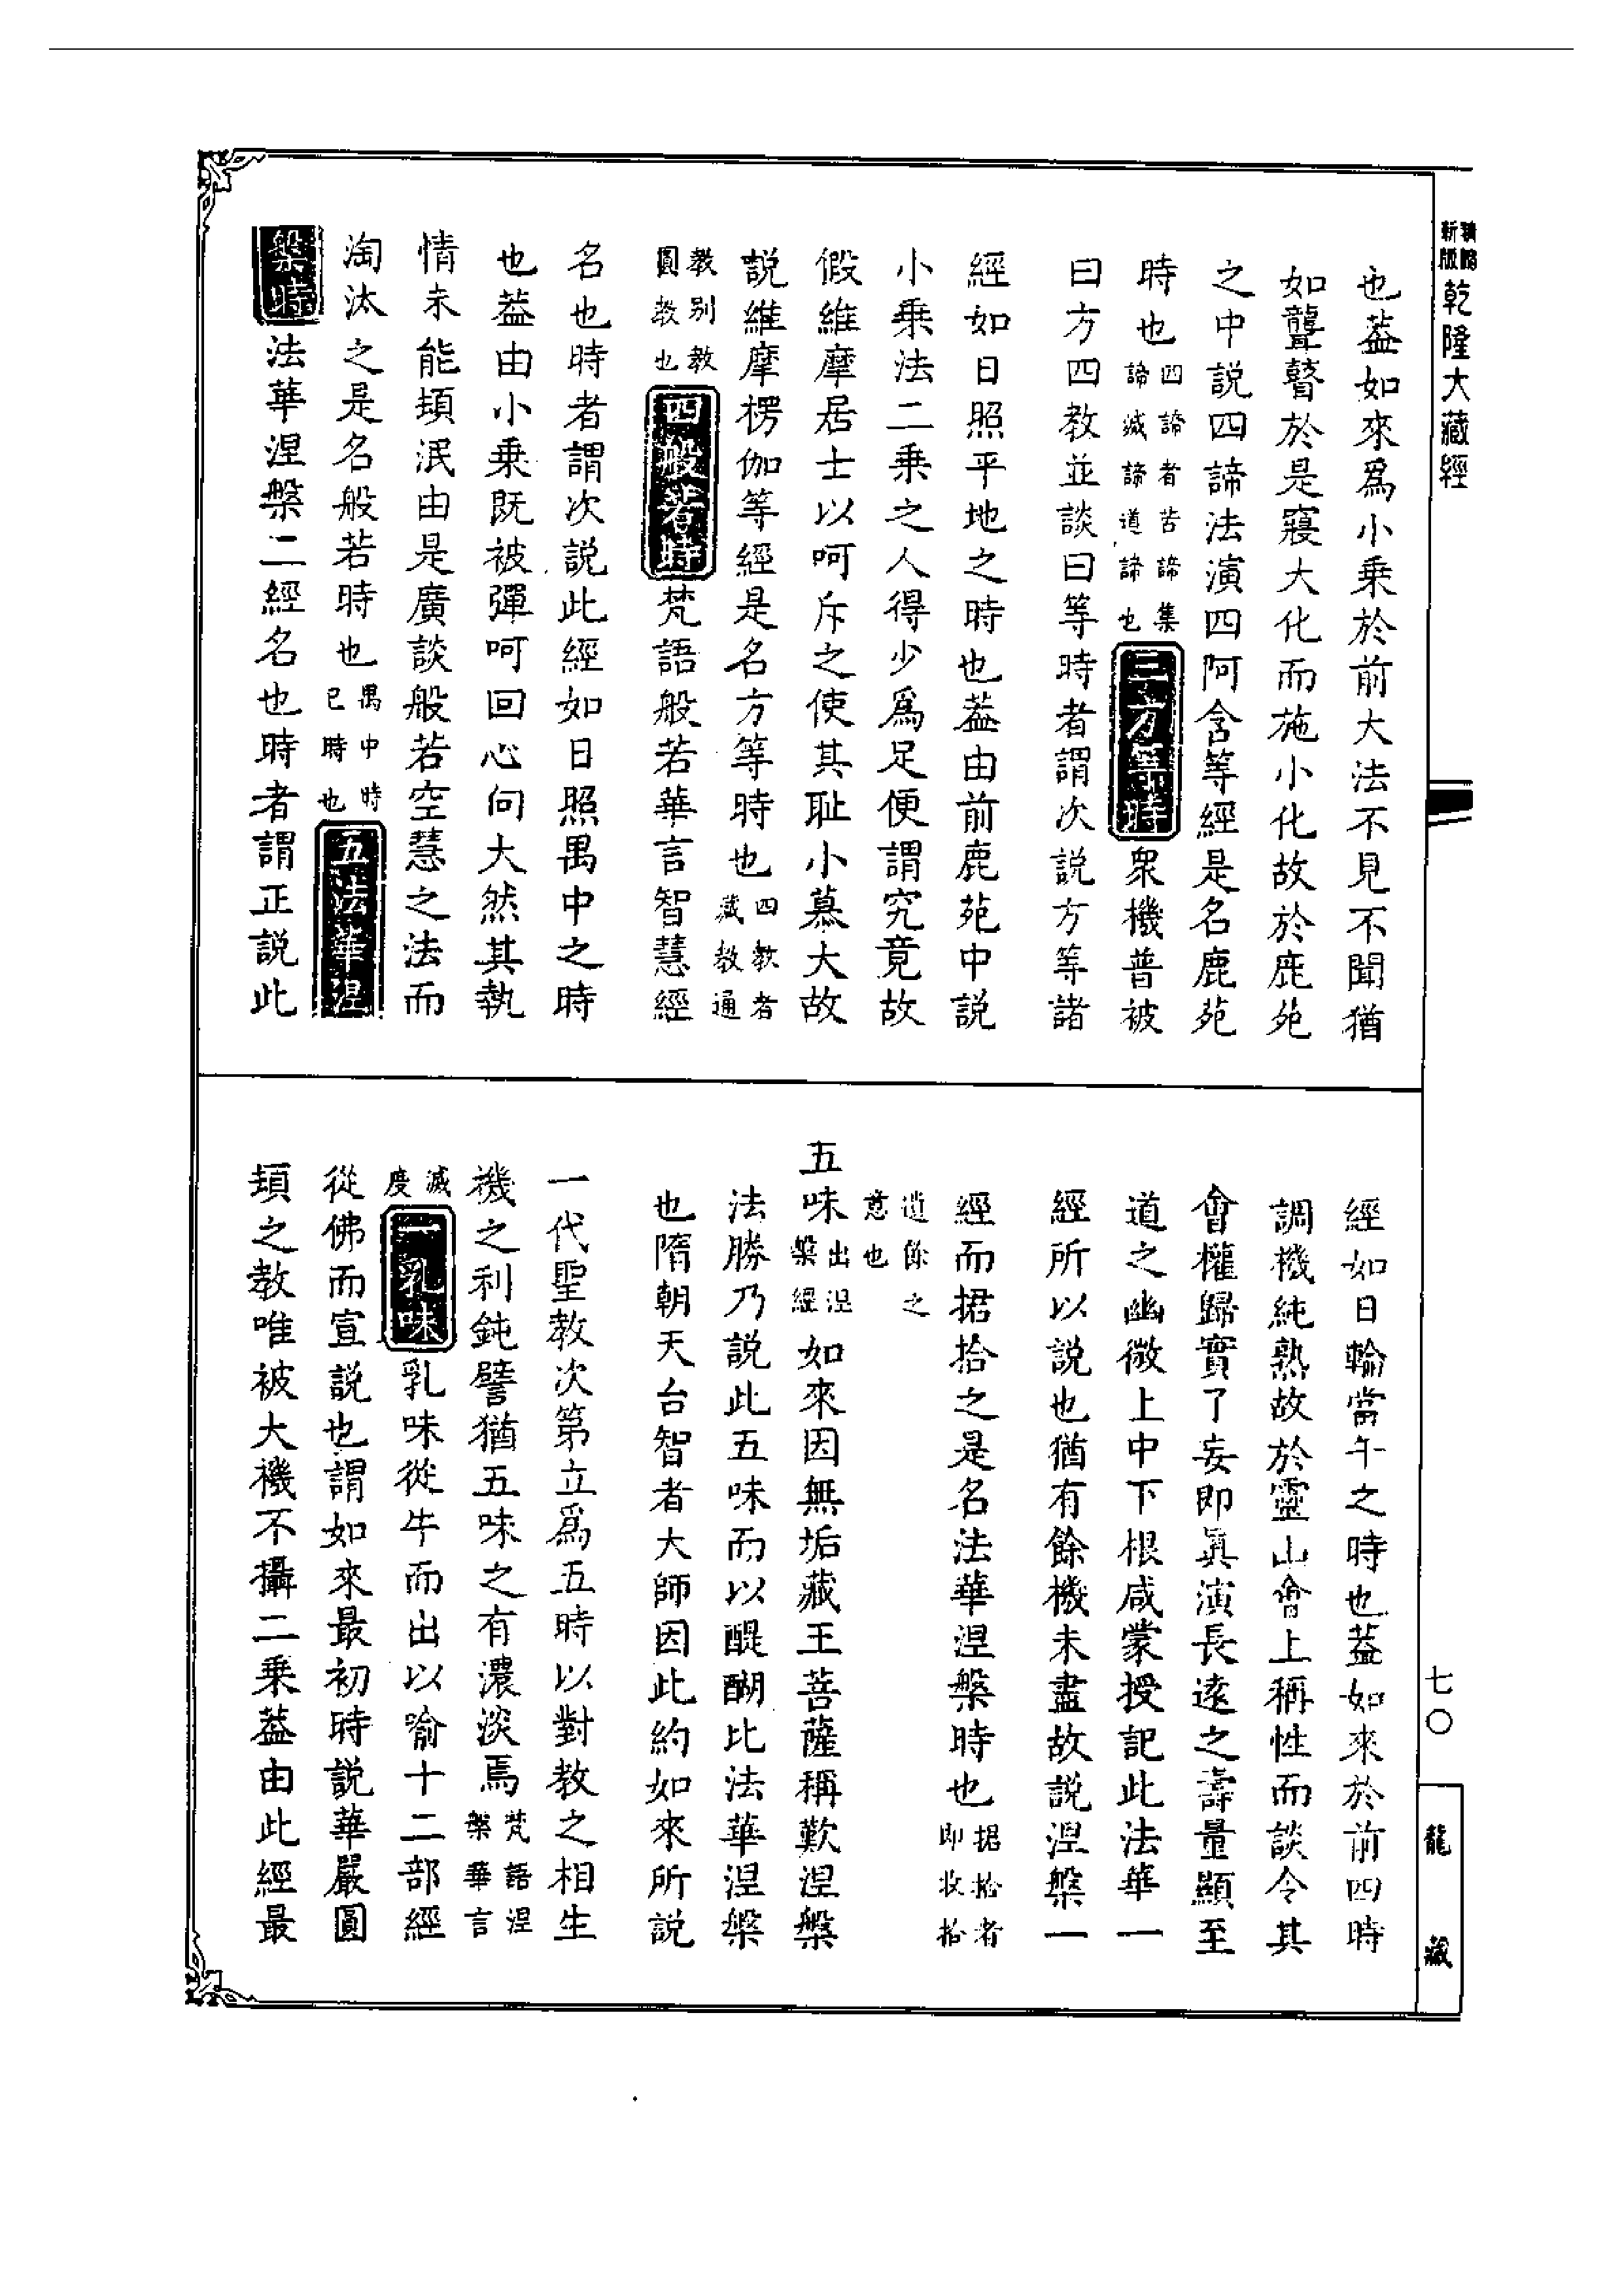 新版
乾隆大藏經
也葢如來爲小乘於前大法不見不聞猶
如聾瞽於是寢大化而施小化故於鹿苑
之中説四諦法演四阿含等經是名鹿苑
時也四諦者苦諦集諦滅諦道諦也三方等時衆機普被
曰方四教並談曰等時者謂次説方等諸
經如日照平地之時也葢由前鹿苑中説
小乘法二乘之人得少爲足便謂究竟故
假維摩居士以呵斥之使其耻小慕大故
説維摩楞伽等經是名方等時也四教者藏教通
教别教圓教也四般若時梵語般若華言智慧經
名也時者謂次説此經如日照禺中之時
也葢由小乘既被彈呵回心向大然其執
情未能頓泯由是廣談般若空慧之法而
淘汰之是名般若時也禺中時巳時也五法華涅
槃時法華涅槃二經名也時者謂正説此
經如日輪當午之時也葢如來於前四時
調機純熟故於靈山會上稱性而談令其
會權歸實了妄即眞演長遠之壽量顯至
道之幽微上中下根咸蒙授記此法華一
經所以説也猶有餘機未盡故説涅槃一
經而捃拾之是名法華涅槃時也捃拾者即收拾
遺餘之意也
五味出涅槃經如來因無垢藏王菩薩稱歎涅槃
法勝乃説此五味而以醍醐比法華涅槃
也隋朝天台智者大師因此約如來所説
一代聖教次第立爲五時以對教之相生
機之利鈍譬猶五味之有濃淡焉梵語涅槃華言
滅度一乳味乳味從牛而出以喻十二部經
從佛而宣説也謂如來最初時説華嚴圓
頓之教唯被大機不攝二乘葢由此經最
七〇
龍藏